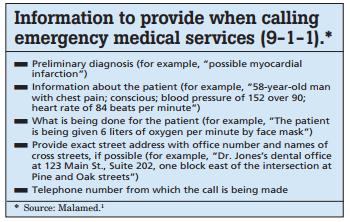 Information to provide when calling
emergency medical services (9-1-1).*
Preliminary diagnosis (for example, “possible myocardial
infarction”)
Information about the patient (for example, “58-year-old man
with chest pain; conscious; blood pressure of 152 over 90;
heart rate of 84 beats per minute”)
What is being done for the patient (for example, “The patient
is being given 6 liters of oxygen per minute by face mask”)
Provide exact street address with office number and names of
cross streets, if possible (for example, “Dr. Jones’s dental office
at 123 Main St., Suite 202, one block east of the intersection at
Pine and Oak streets”)
Telephone number from which the call is being made
* Source: Malamed.1